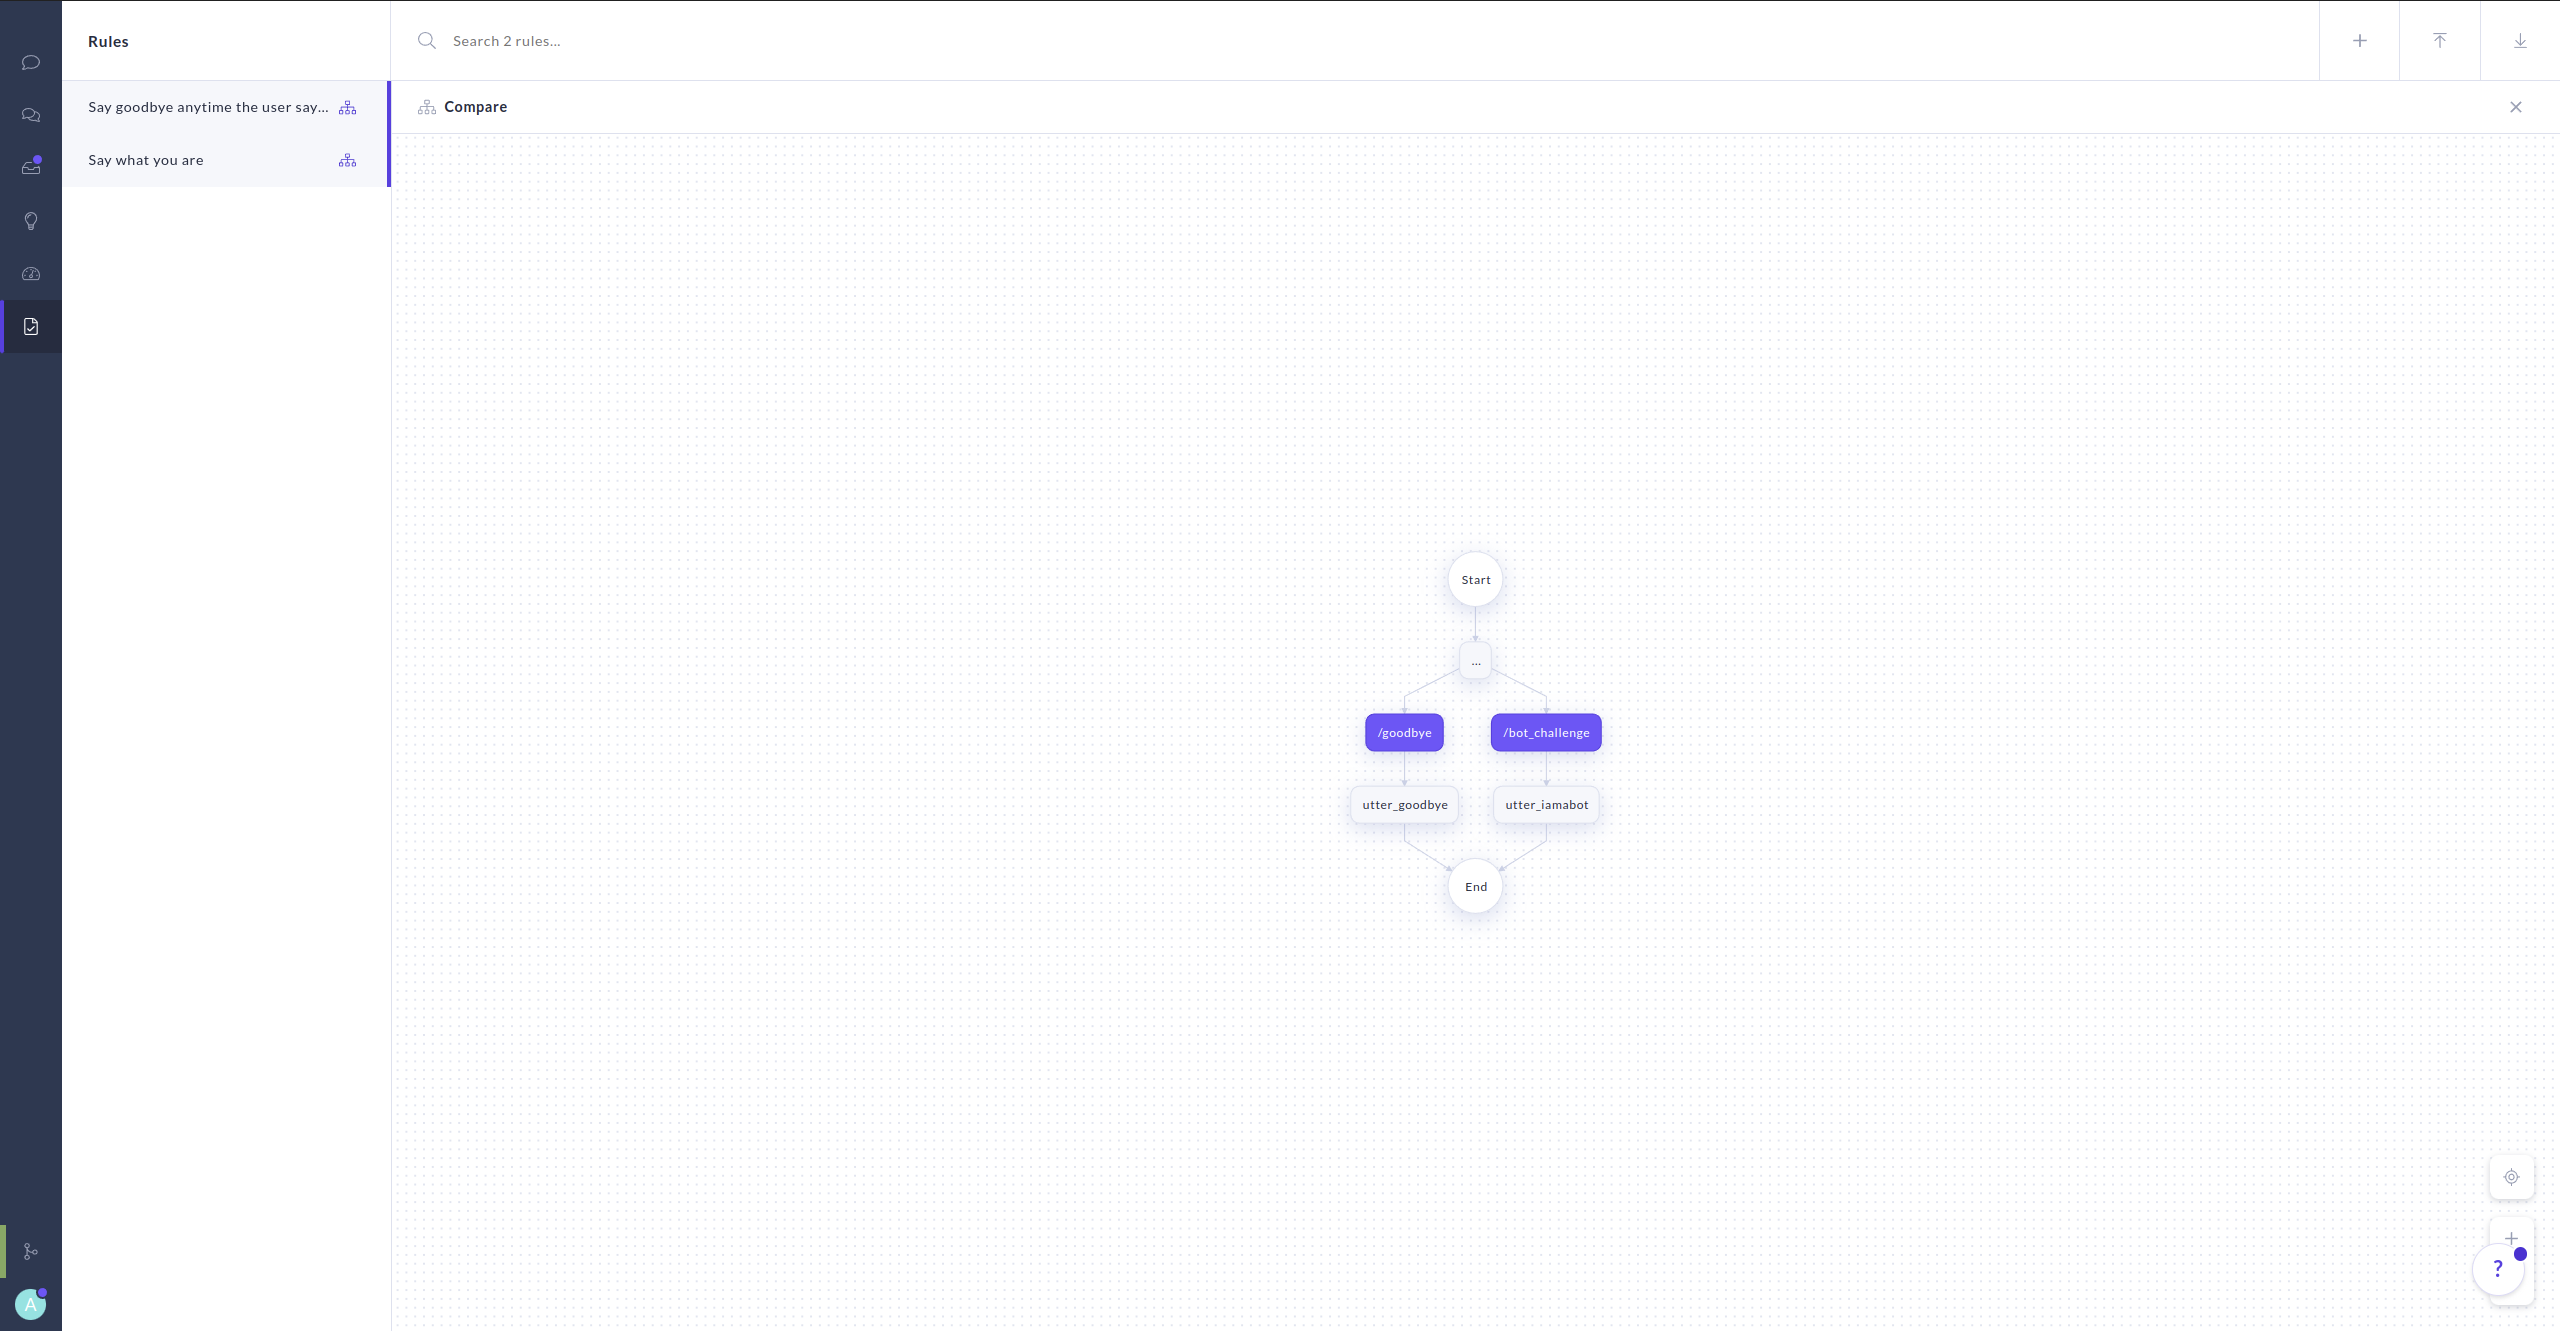 Rules
Search 2 rules...
Say goodbye anytime the user say...
Compare
Say what you are
Start
...
/goodbye
/bot_challenge
utter_goodbye
utter_iamabot
End
?
A